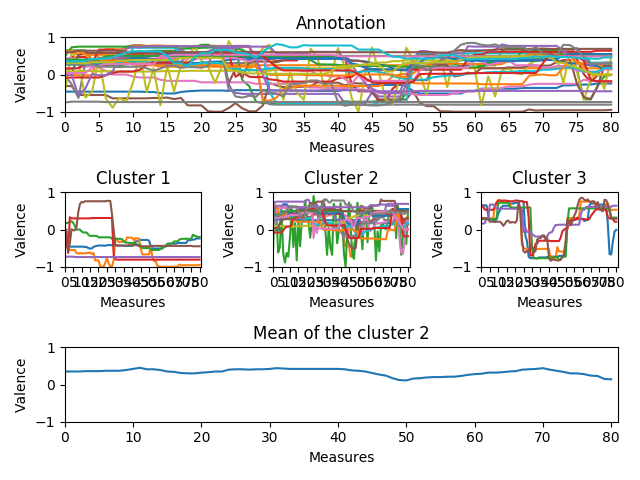 Annotation
1
0
−1
Valence
0 5 10 15 20 25 30 35 40 45 50 55 60 65 70 75 80
Measures
Cluster 1 Cluster 2 Cluster 3
1 1 1
0 0 0
−1 −1 −1
Valence Valence Valence
Measures Measures Measures
Mean of the cluster 2
1
0
−1
Valence
0 10 20 30 40 50 60 70 80
Measures